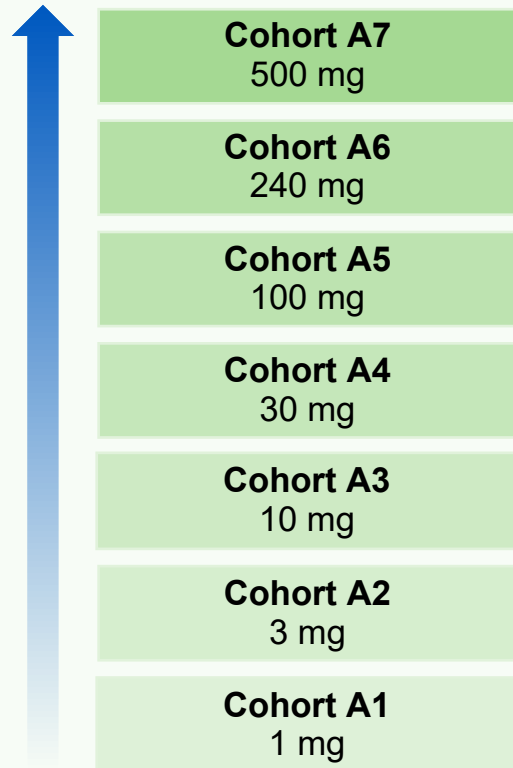 Cohort A7
500 mg
Cohort A6
240 mg
Cohort A5
100 mg
Cohort A4
30 mg
Cohort A3
10 mg
Cohort A2
3 mg
Cohort A1
1 mg